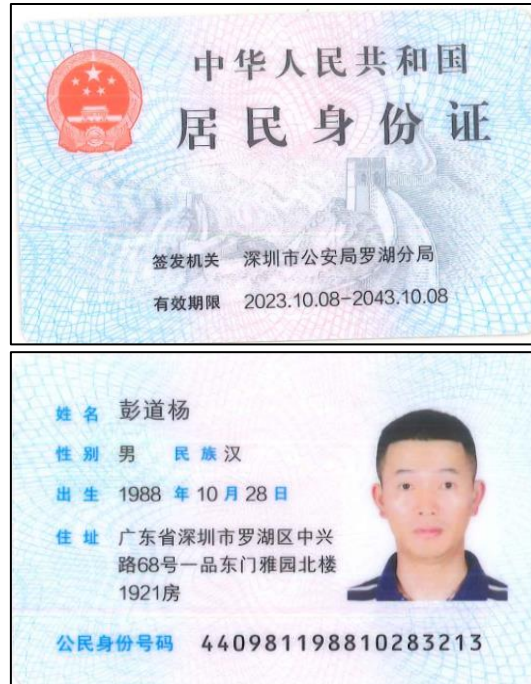 中华人民共和国
居民身份证
签发机关 深圳市公安局罗湖分局
有效期限 2023.10.08-2043.10.08
姓名 彭道杨
性别 男 民族 汉
出生 1988 年 10 月 28 日
住址 广东省深圳市罗湖区中兴
路68号一品东门雅园北楼
1921房
公民身份号码 440981198810283213